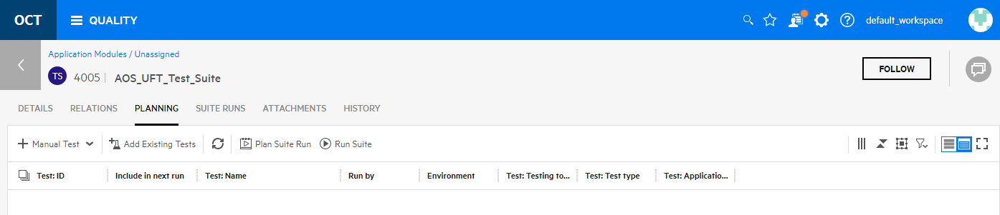 OCT QUALITY default_workspace
Application Modules / Unassigned
TS 4005 | AOS_UFT_Test_Suite FOLLOW
DETAILS RELATIONS PLANNING SUITE RUNS ATTACHMENTS HISTORY
Manual Test Add Existing Tests Plan Suite Run Run Suite
Test: ID Include in next run Test: Name Run by Environment Test: Testing to... Test: Test type Test: Applicatio...